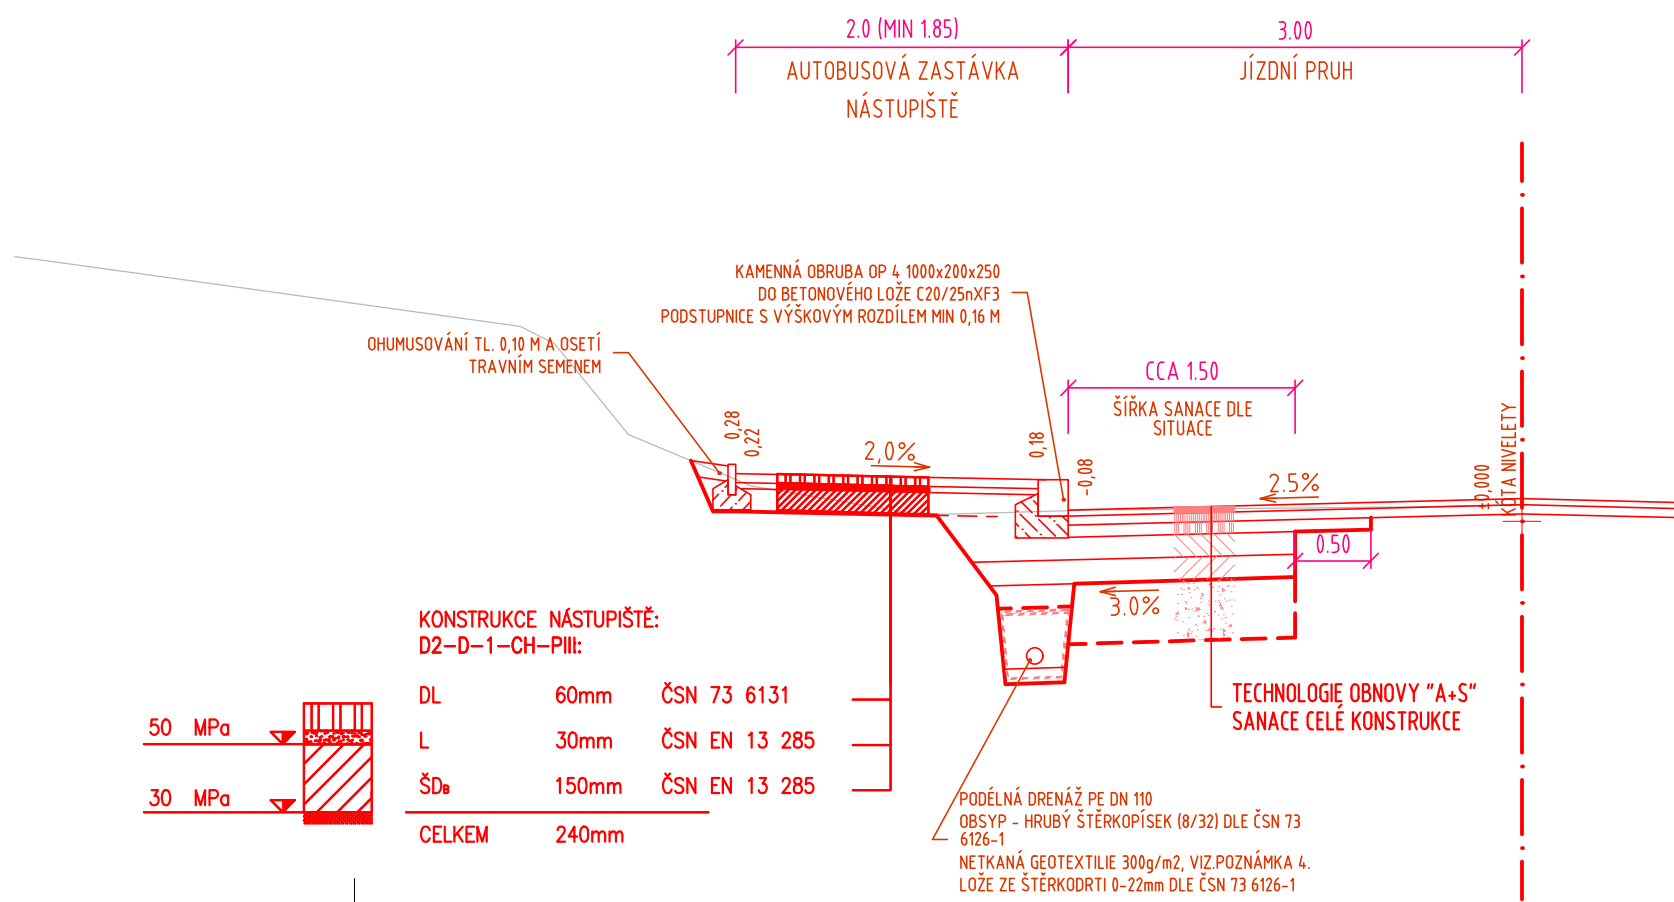 2.0 (MIN 1.85)
3.00
AUTOBUSOVÁ ZASTÁVKA
NÁSTUPIŠTĚ
JÍZDNÍ PRUH
KAMENNÁ OBRUBA OP 4 1000x200x250
DO BETONOVÉHO LOŽE C20/25nXF3
PODSTUPNICE S VÝŠKOVÝM ROZDÍLEM MIN 0,16 M
OHUMUSOVÁNÍ TL. 0,10 M A OSETÍ
TRAVNÍM SEMENEM
CCA 1.50
ŠÍŘKA SANACE DLE
SITUACE
0,28
0,22
2,0%
0,18
-0,08
2.5%
±0,000
KÓTA NIVELETY
0.50
3.0%
KONSTRUKCE NÁSTUPIŠTĚ:
D2-D-1-CH-PIII:
DL 60mm ČSN 73 6131
L 30mm ČSN EN 13 285
ŠDB 150mm ČSN EN 13 285
CELKEM 240mm
50 MPa
30 MPa
TECHNOLOGIE OBNOVY "A+S"
SANACE CELÉ KONSTRUKCE
PODÉLNÁ DRENÁŽ PE DN 110
OBSYP - HRUBÝ ŠTĚRKOPÍSEK (8/32) DLE ČSN 73
6126-1
NETKANÁ GEOTEXTILIE 300g/m2, VIZ.POZNÁMKA 4.
LOŽE ZE ŠTĚRKODRTI 0-22mm DLE ČSN 73 6126-1